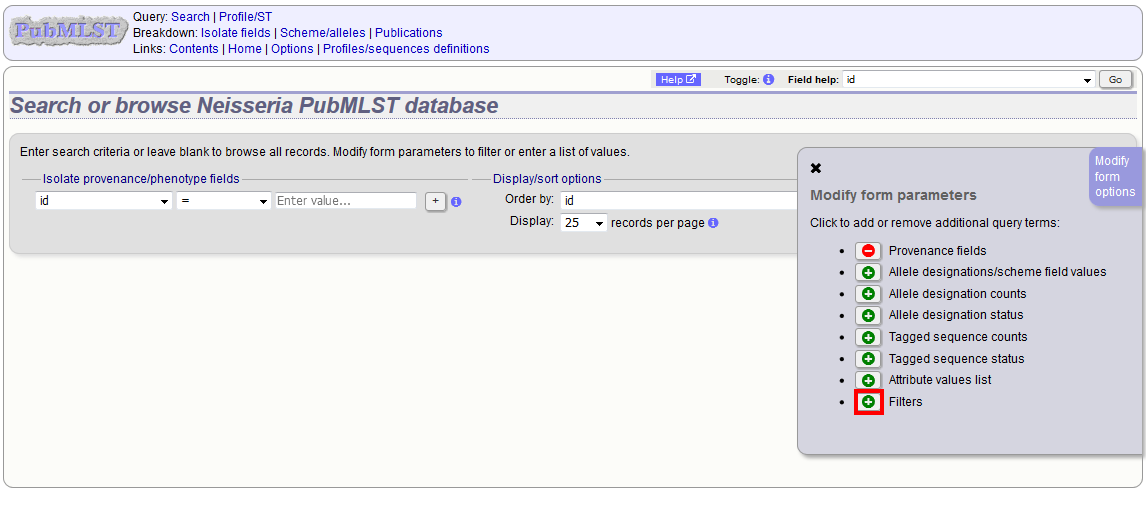 PubMLST
Query: Search | Profile/ST
Breakdown: Isolate fields | Scheme/alleles | Publications
Links: Contents | Home | Options | Profiles/sequences definitions
Help Toggle: i Field help: id Go
Search or browse Neisseria PubMLST database
Enter search criteria or leave blank to browse all records. Modify form parameters to filter or enter a list of values.
Isolate provenance/phenotype fields
id = Enter value... + i
Display/sort options
Order by: id
Display: 25 records per page i
Modify
form
options
Modify form parameters
Click to add or remove additional query terms:
Provenance fields
Allele designations/scheme field values
Allele designation counts
Allele designation status
Tagged sequence counts
Tagged sequence status
Attribute values list
Filters